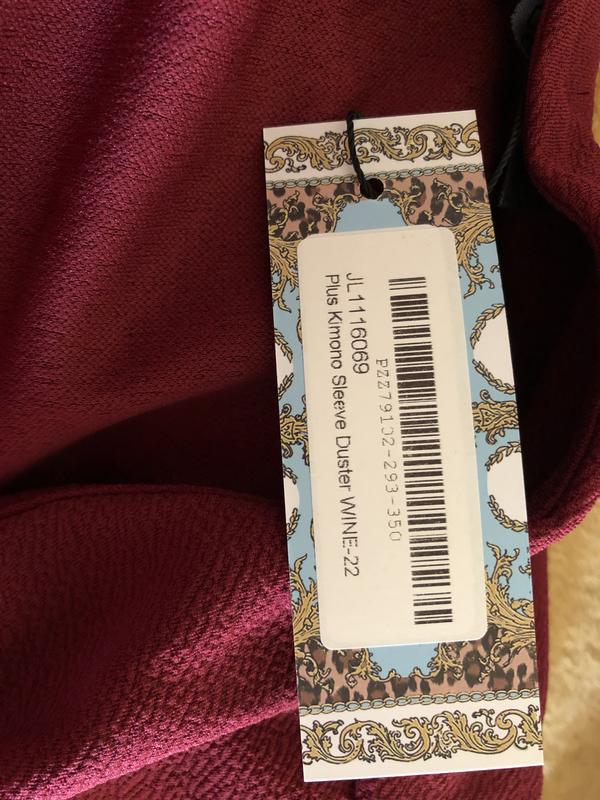 JL1116069
Plus Kimono Sleeve Duster WINE-22
PZZ79102-293-350